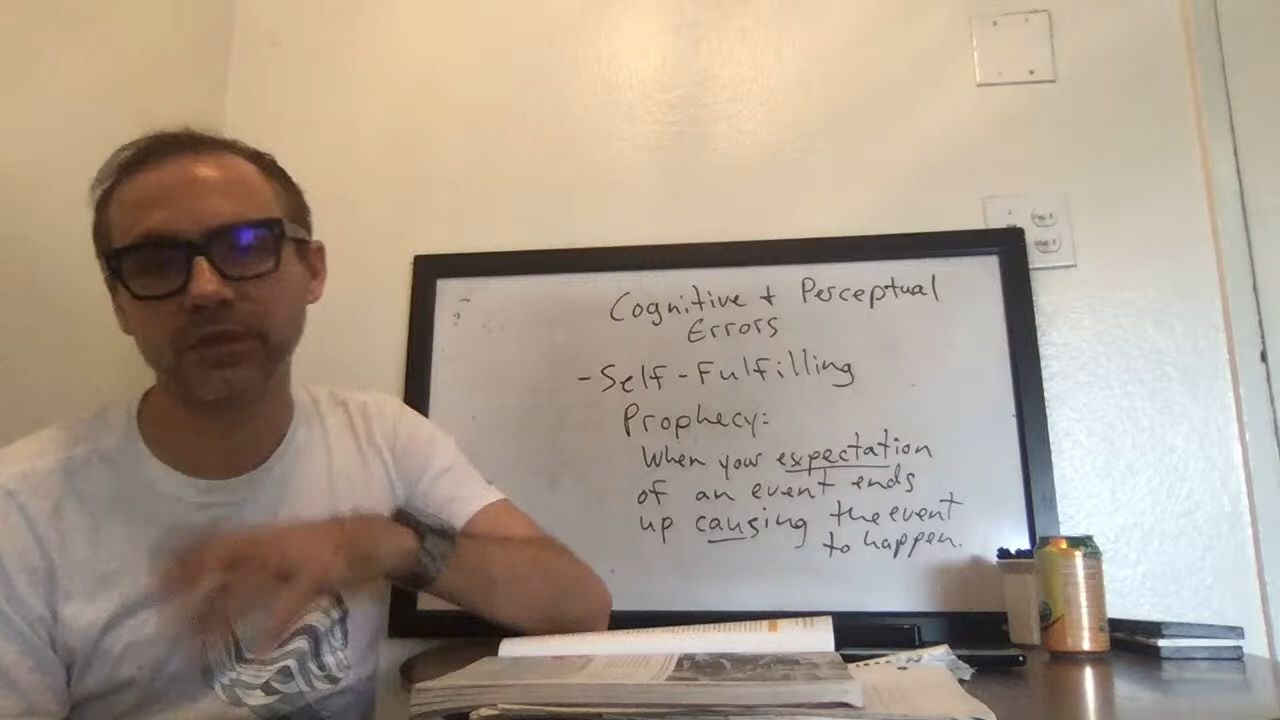 Cognitive + Perceptual
Errors
- Self-Fulfilling
Prophecy:
When your expectation
of an event ends
up causing the event
to happen.